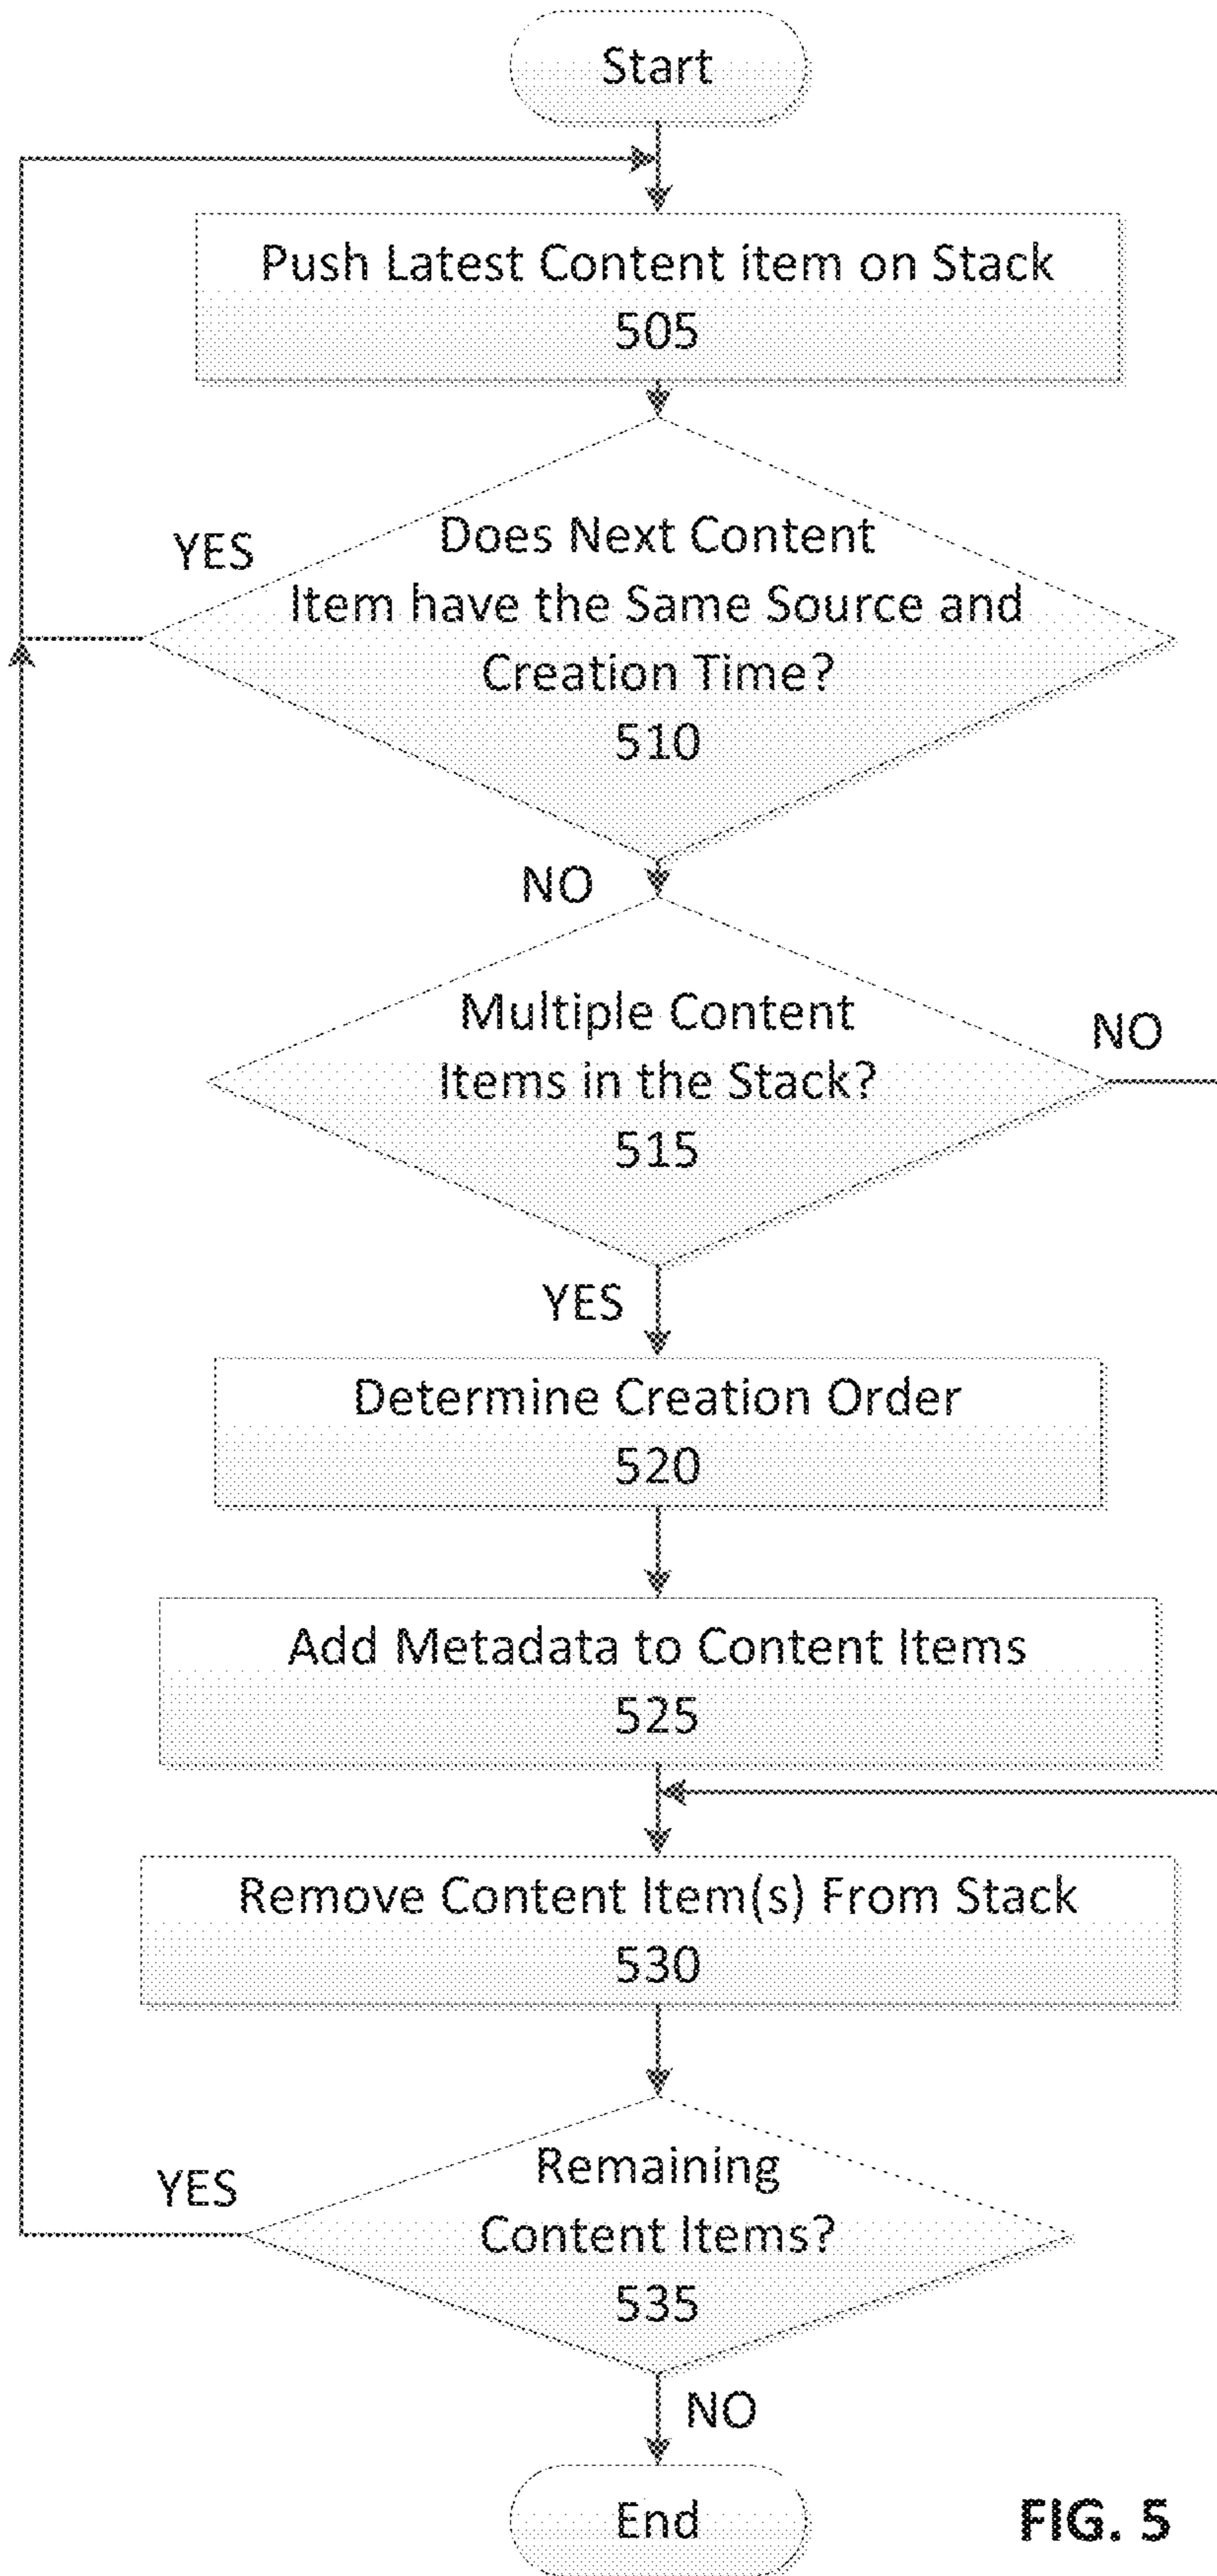 Start
Push Latest Content item on Stack
505
YES
Does Next Content
Item have the Same Source and
Creation Time?
510
NO
Multiple Content
Items in the Stack?
515
NO
YES
Determine Creation Order
520
Add Metadata to Content Items
525
Remove Content Item(s) From Stack
530
YES
Remaining
Content Items?
535
NO
End
FIG. 5